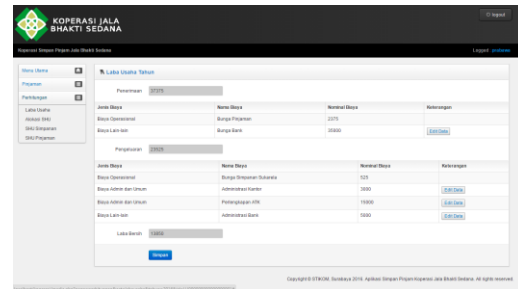 logout
KOPERASI JALA
BHAKTI SEDANA
Koperasi Simpan Pinjam Jala Bhakti Sedana
Logged
Menu Utama
Pinjaman
Perhitungan
Laba Usaha
Alokasi SHU
SHU Simpanan
SHU Pinjaman
Laba Usaha Tahun
Penerimaan 37375
Jenis Biaya Nama Biaya Nominal Biaya Keterangan
Biaya Operasional Bunga Pinjaman 2375
Biaya Lain-lain Bunga Bank 35000 Edit Data
Pengeluaran
Jenis Biaya Nama Biaya Nominal Biaya Keterangan
Biaya Operasional Bunga Simpanan Sukarela 525
Biaya Admin dan Umum Administrasi Kantor 3000 Edit Data
Biaya Admin dan Umum Perlengkapan ATK 15000 Edit Data
Biaya Lain-lain Administrasi Bank 5000 Edit Data
Laba Bersih
Simpan
Copyright © STIKOM Surabaya 2016. Aplikasi Simpan Pinjam Koperasi Jala Bhakti Sedana. All rights reserved